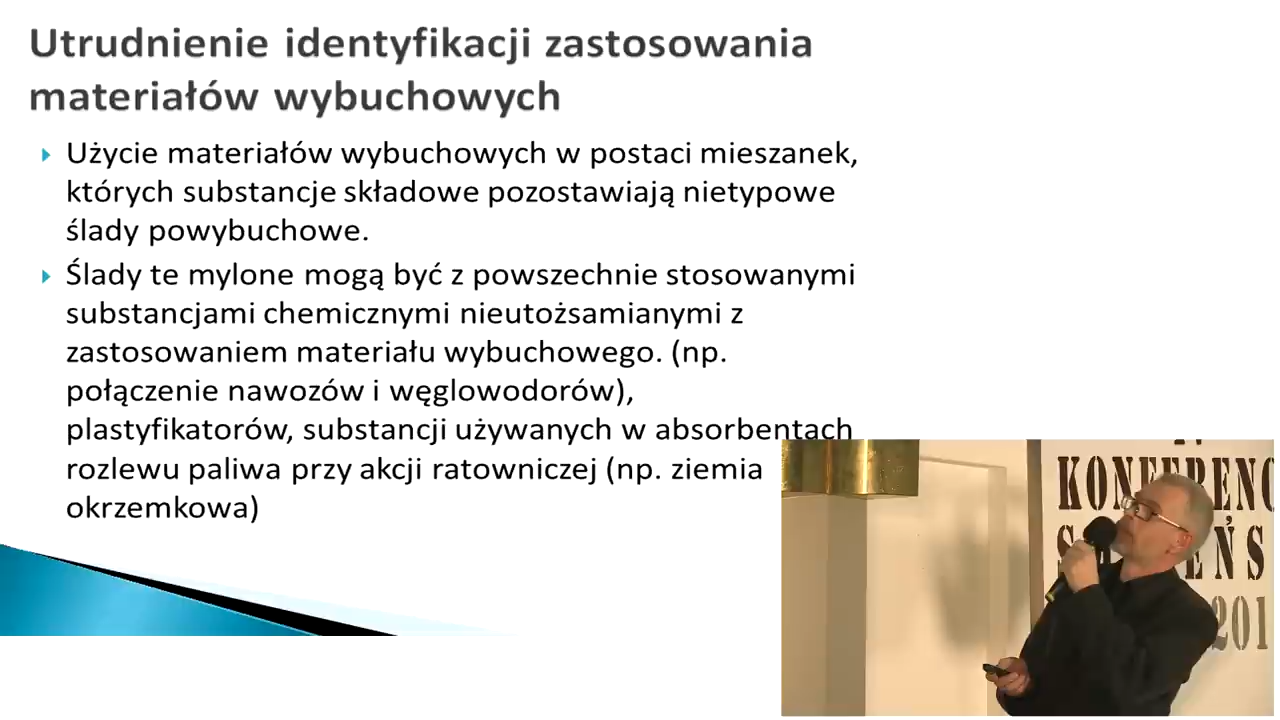 Utrudnienie identyfikacji zastosowania
materiałów wybuchowych
Użycie materiałów wybuchowych w postaci mieszanek,
których substancje składowe pozostawiają nietypowe
ślady powybuchowe.
Ślady te mylone mogą być z powszechnie stosowanymi
substancjami chemicznymi nieutożsamianymi z
zastosowaniem materiału wybuchowego. (np.
połączenie nawozów i węglowodorów),
plastyfikatorów, substancji używanych w absorbentach
rozlewu paliwa przy akcji ratowniczej (np. ziemia
okrzemkowa)
KONFERENC
201